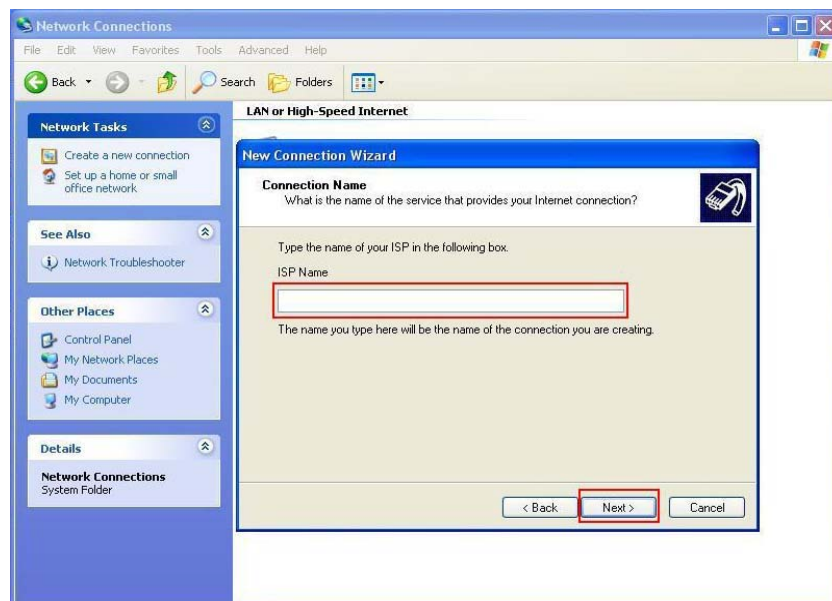 Network Connections
File Edit View Favorites Tools Advanced Help
Back Search Folders
LAN or High-Speed Internet
Network Tasks
Create a new connection
Set up a home or small
office network
See Also
Network Troubleshooter
Other Places
Control Panel
My Network Places
My Documents
My Computer
Details
Network Connections
System Folder
New Connection Wizard
Connection Name
What is the name of the service that provides your Internet connection?
Type the name of your ISP in the following box.
ISP Name
The name you type here will be the name of the connection you are creating.
< Back Next > Cancel